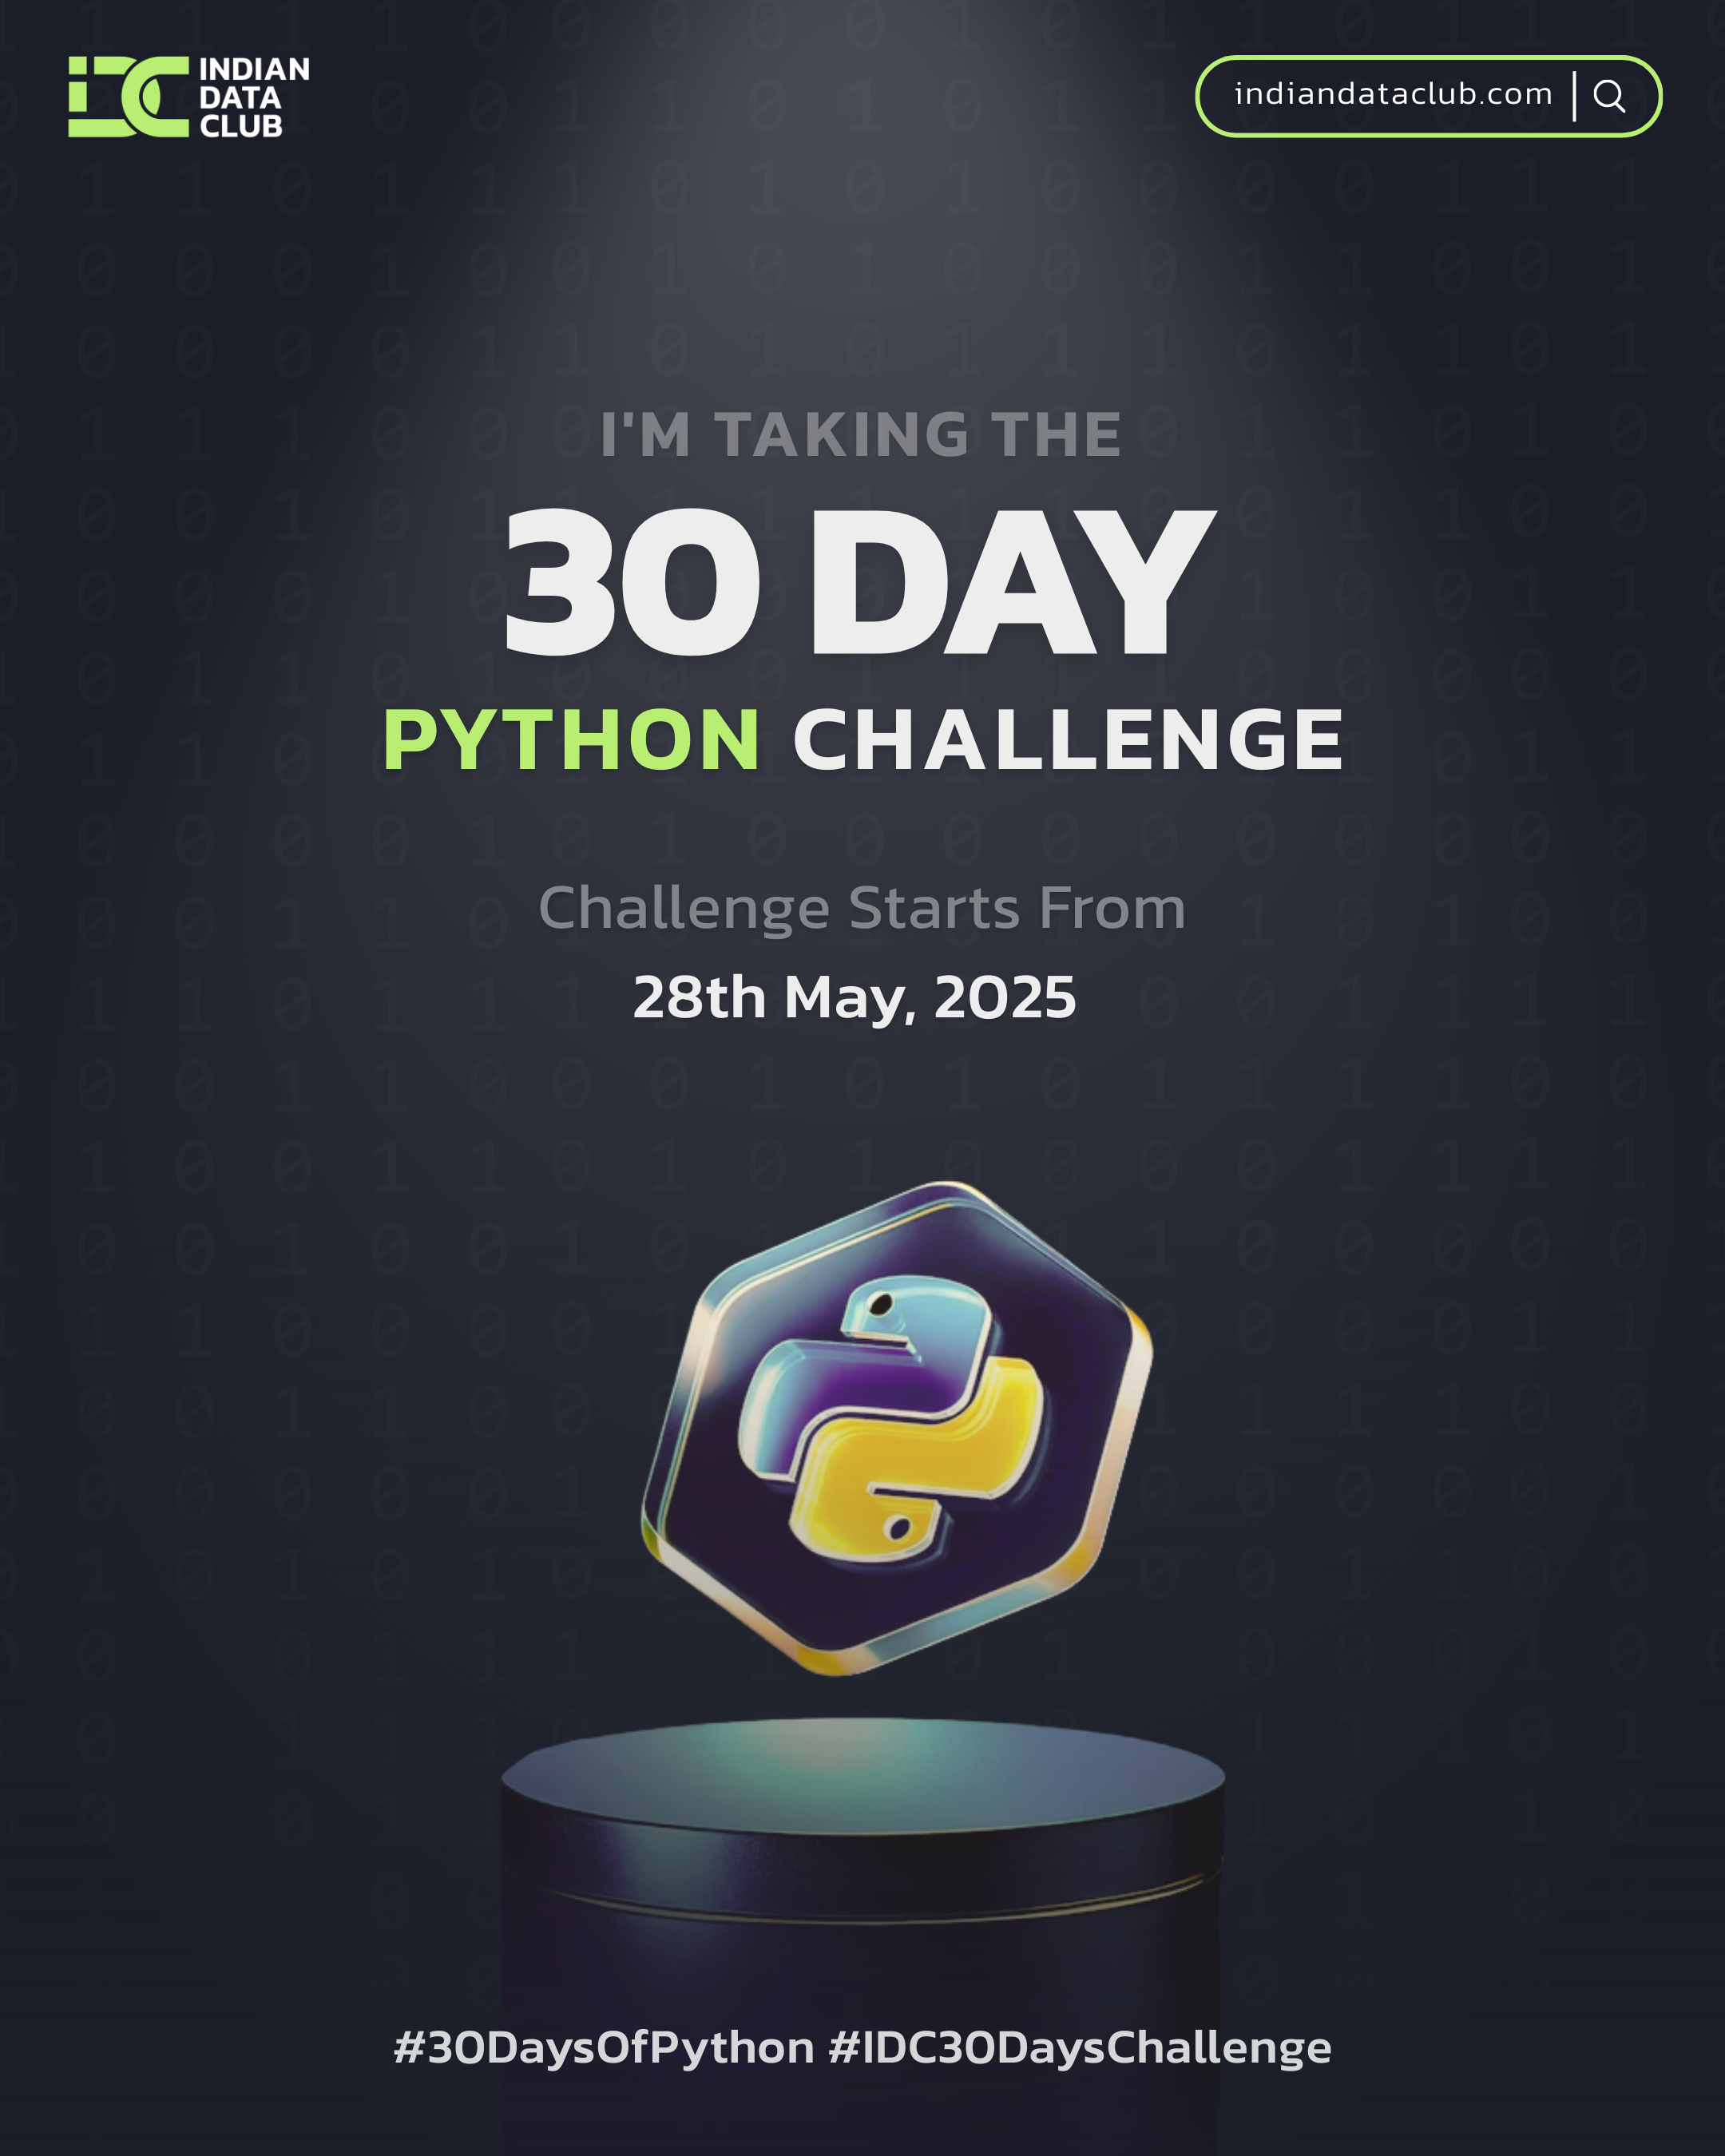 INDIAN
DATA
CLUB
indiandataclub.com
I'M TAKING THE
30 DAY
PYTHON CHALLENGE
Challenge Starts From
28th May, 2025
#30DaysOfPython #IDC30DaysChallenge